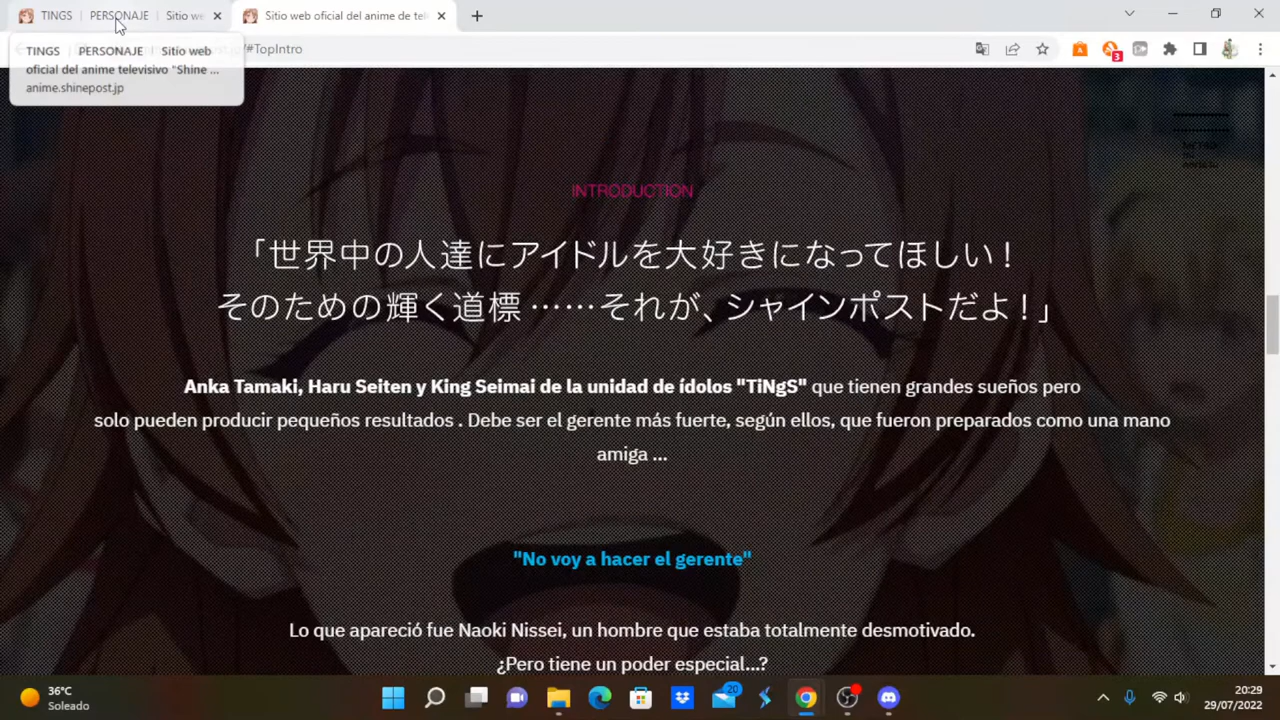 TINGS | PERSONAJE | Sitio we
Sitio web oficial del anime de tel
#TopIntro
TINGS PERSONAJE Sitio web
oficial del anime televisivo "Shine ...
anime.shinepost.jp
3
INTRODUCTION
「世界中の人達にアイドルを大好きになってほしい！
そのための輝く道標……それが、シャインポストだよ！」
Anka Tamaki, Haru Seiten y King Seimai de la unidad de ídolos "TiNgS" que tienen grandes sueños pero
solo pueden producir pequeños resultados . Debe ser el gerente más fuerte, según ellos, que fueron preparados como una mano
amiga ...
"No voy a hacer el gerente"
Lo que apareció fue Naoki Nissei, un hombre que estaba totalmente desmotivado.
¿Pero tiene un poder especial...?
36°C
Soleado
20
20:29
29/07/2022